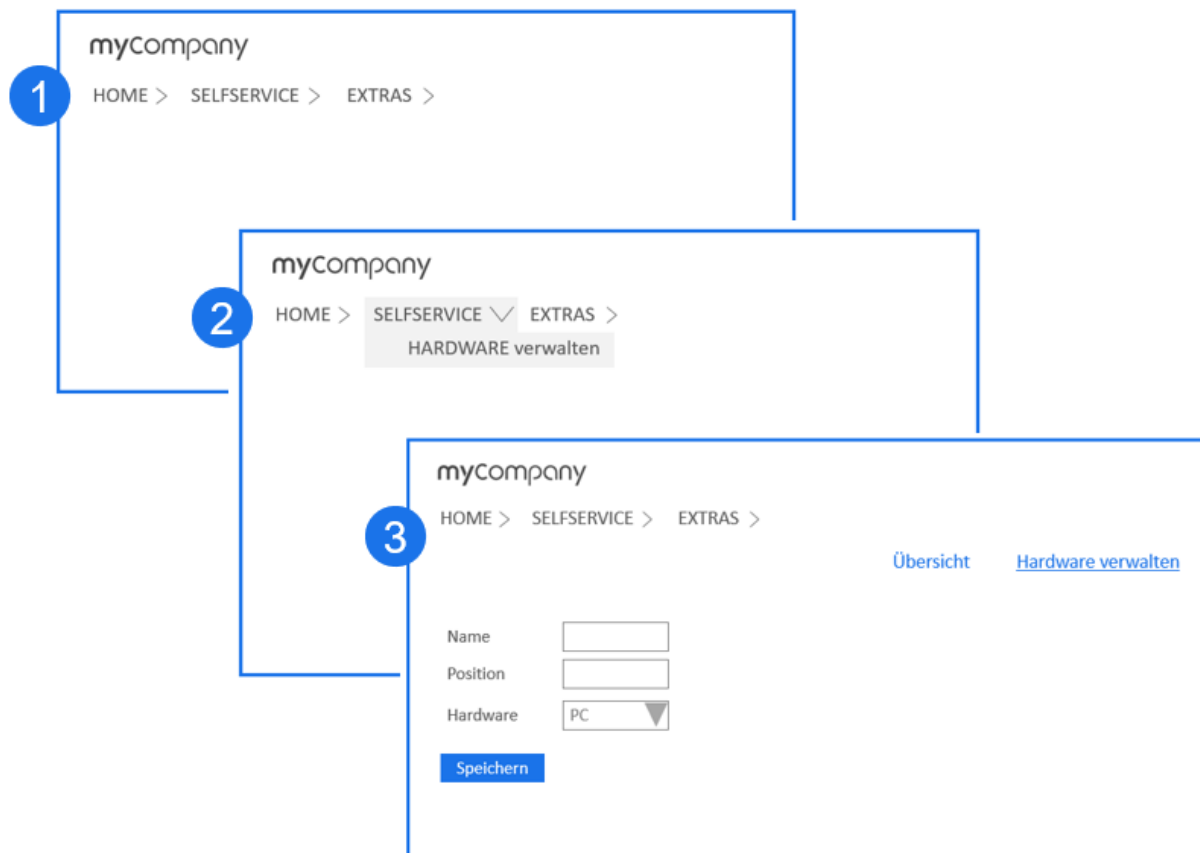 myCompany
1
HOME > SELFSERVICE > EXTRAS >
myCompany
2
HOME > SELFSERVICE EXTRAS >
HARDWARE verwalten
myCompany
HOME > SELFSERVICE > EXTRAS >
3
Übersicht Hardware verwalten
Name
Position
Hardware PC
Speichern